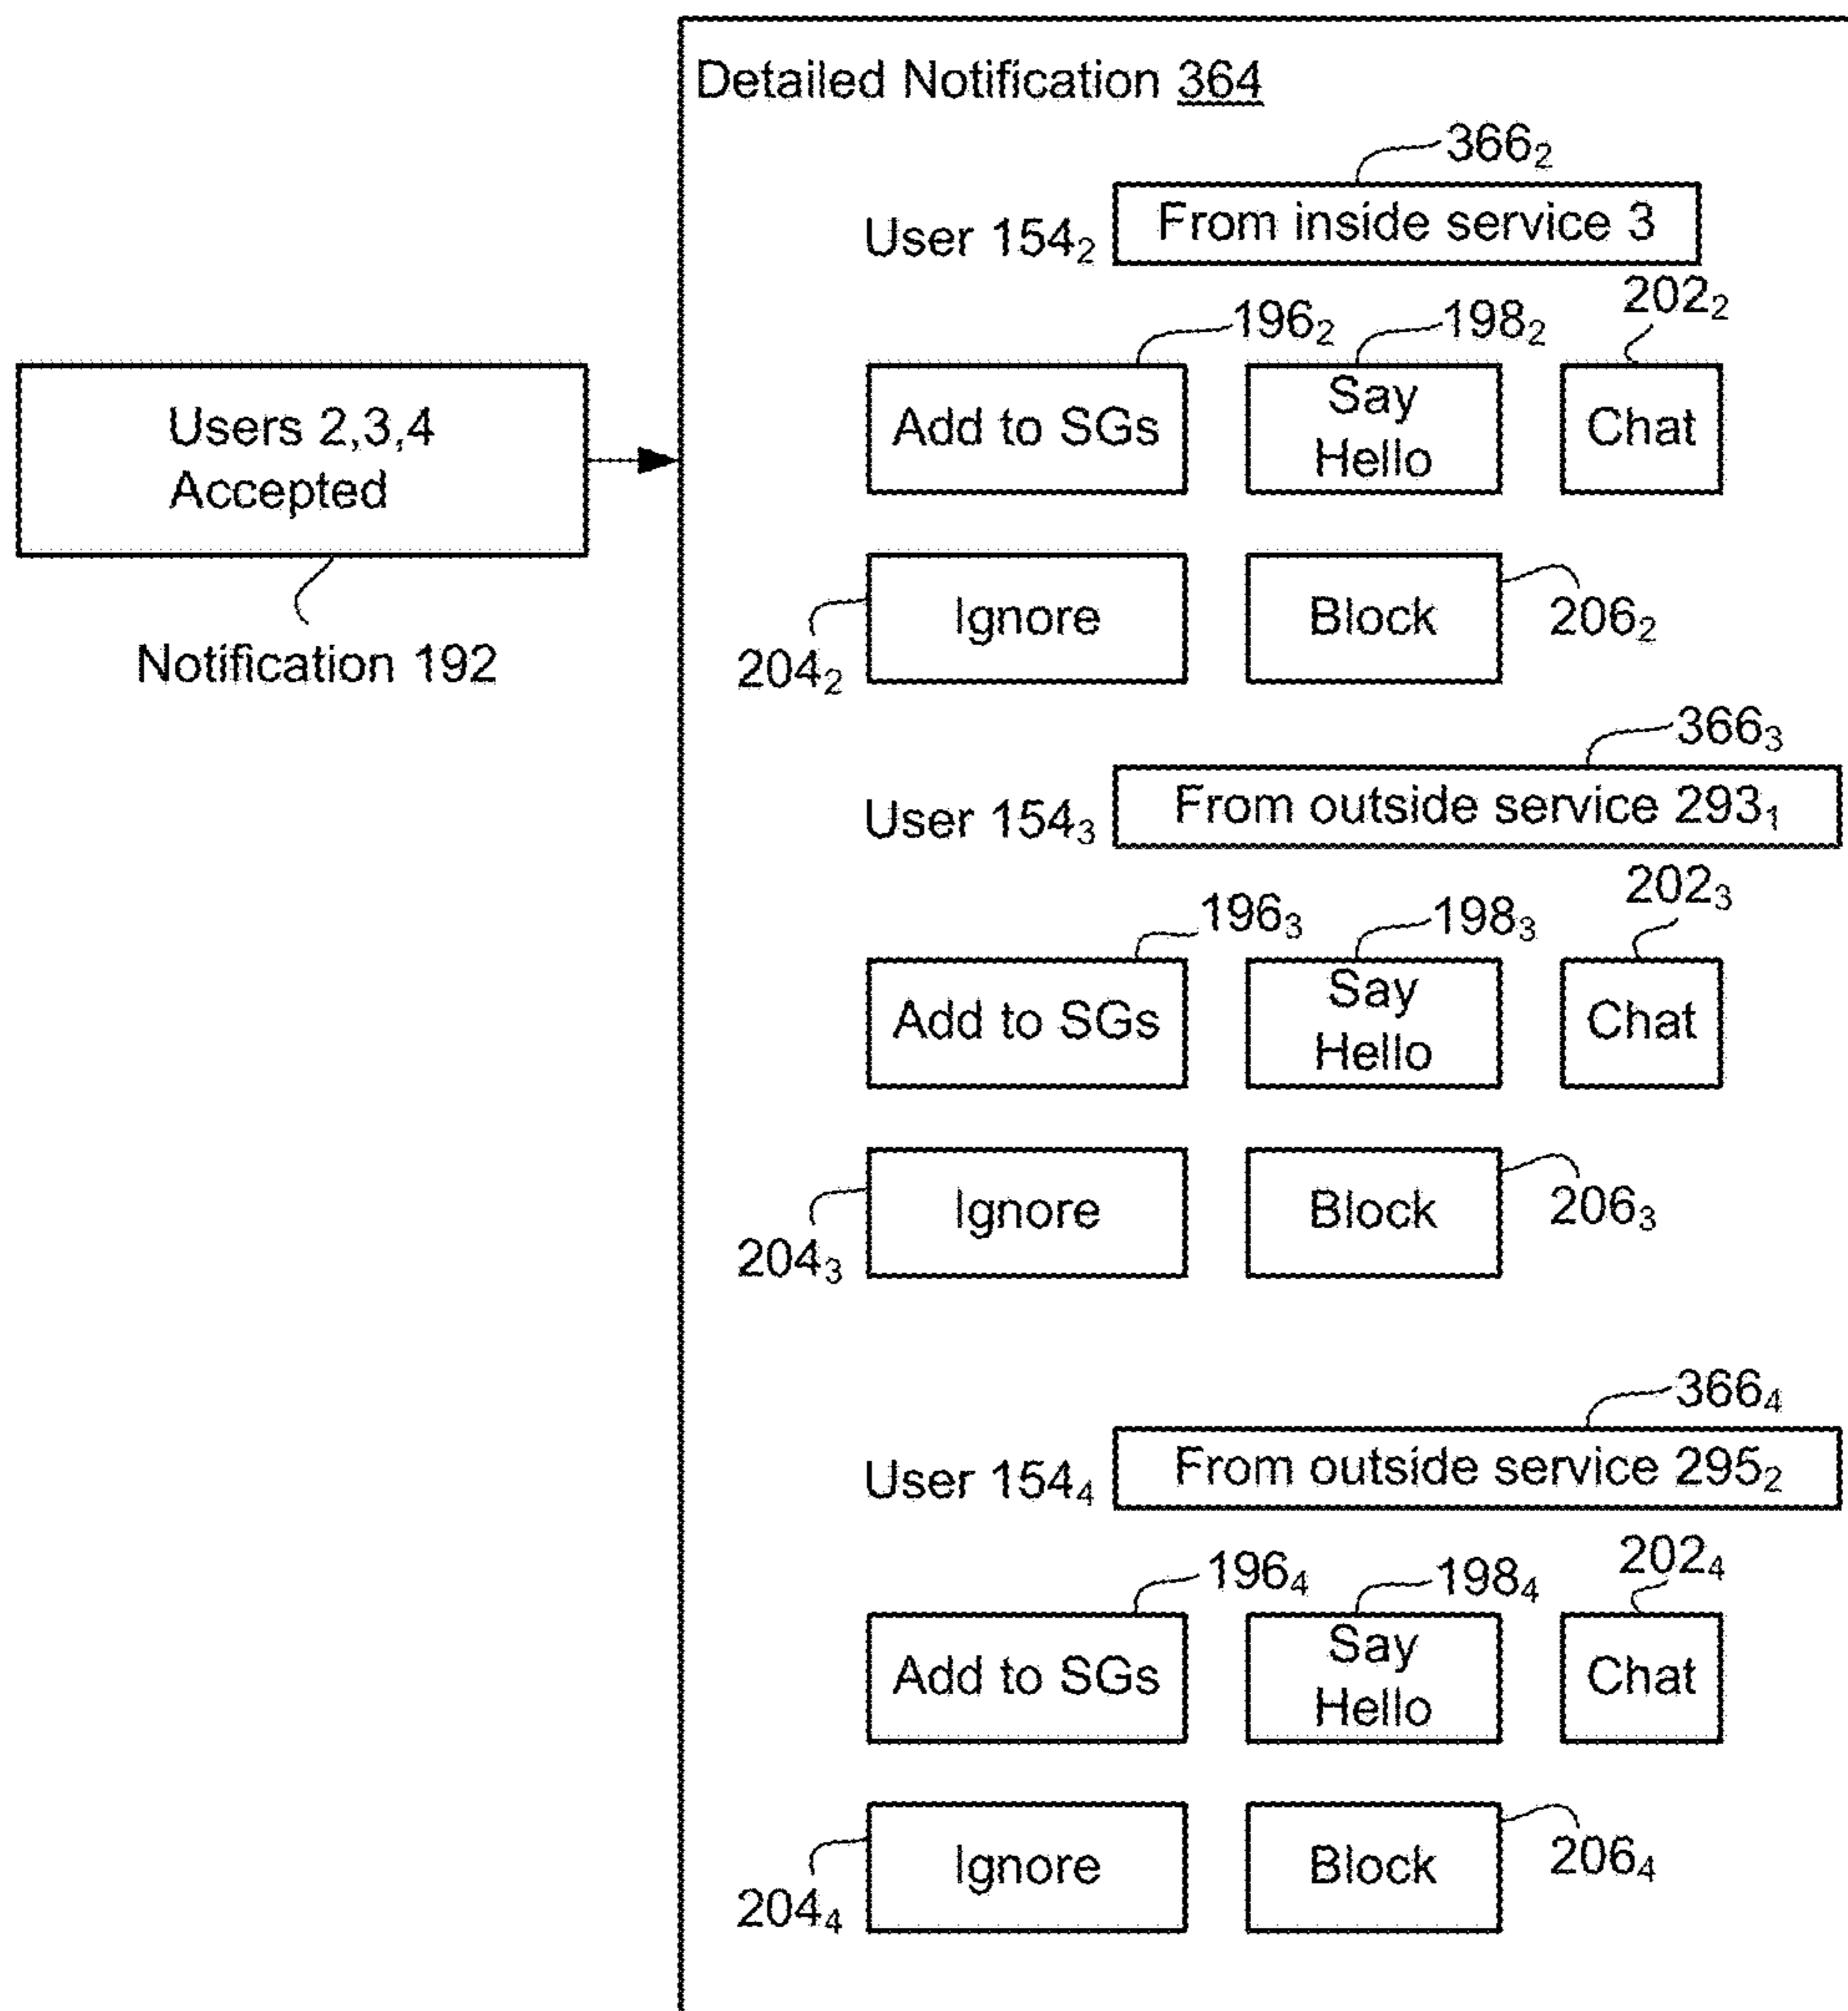 Detailed Notification 364
366₂
User 154₂ From inside service 3
196₂ 198₂ 202₂
Add to SGs
Say
Hello
Chat
Users 2,3,4
Accepted
Notification 192
Ignore
Block
204₂
206₂
366₃
User 154₃ From outside service 293₁
196₃ 198₃ 202₃
Add to SGs
Say
Hello
Chat
Ignore
Block
204₃
206₃
366₄
User 154₄ From outside service 295₂
196₄ 198₄ 202₄
Add to SGs
Say
Hello
Chat
Ignore
Block
204₄
206₄